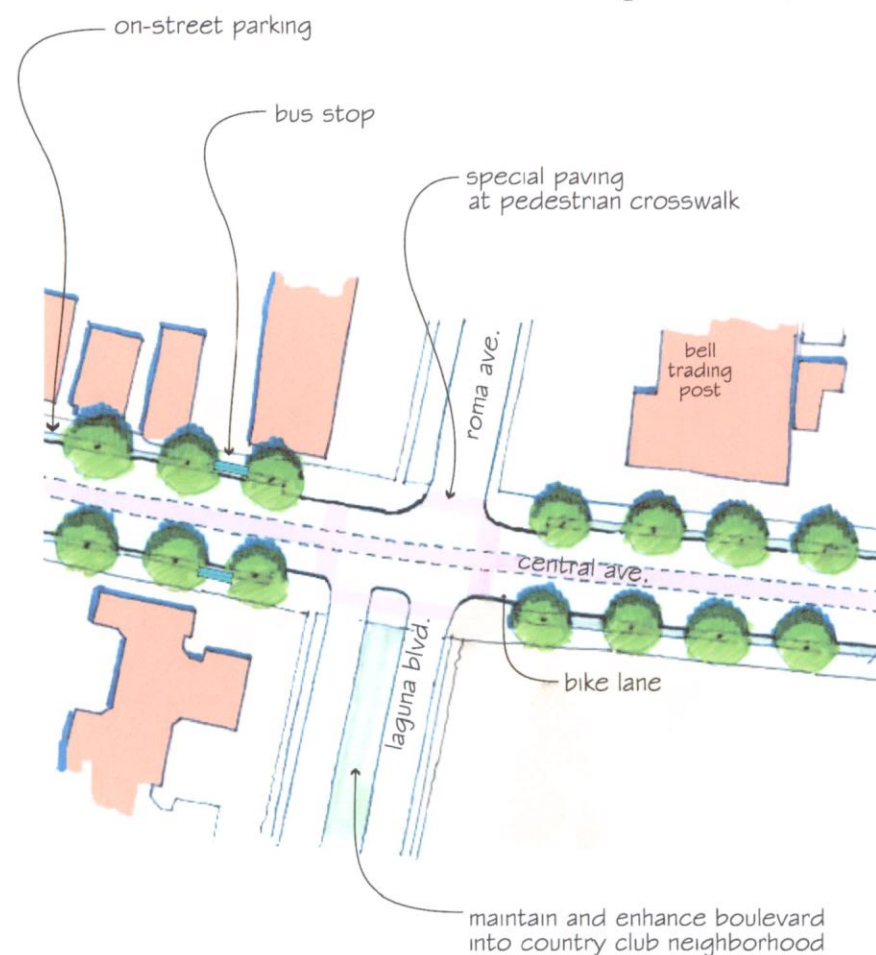 on-street parking
bus stop
special paving
at pedestrian crosswalk
roma ave.
bell
trading
post
central ave.
laguna blvd.
bike lane
maintain and enhance boulevard
into country club neighborhood